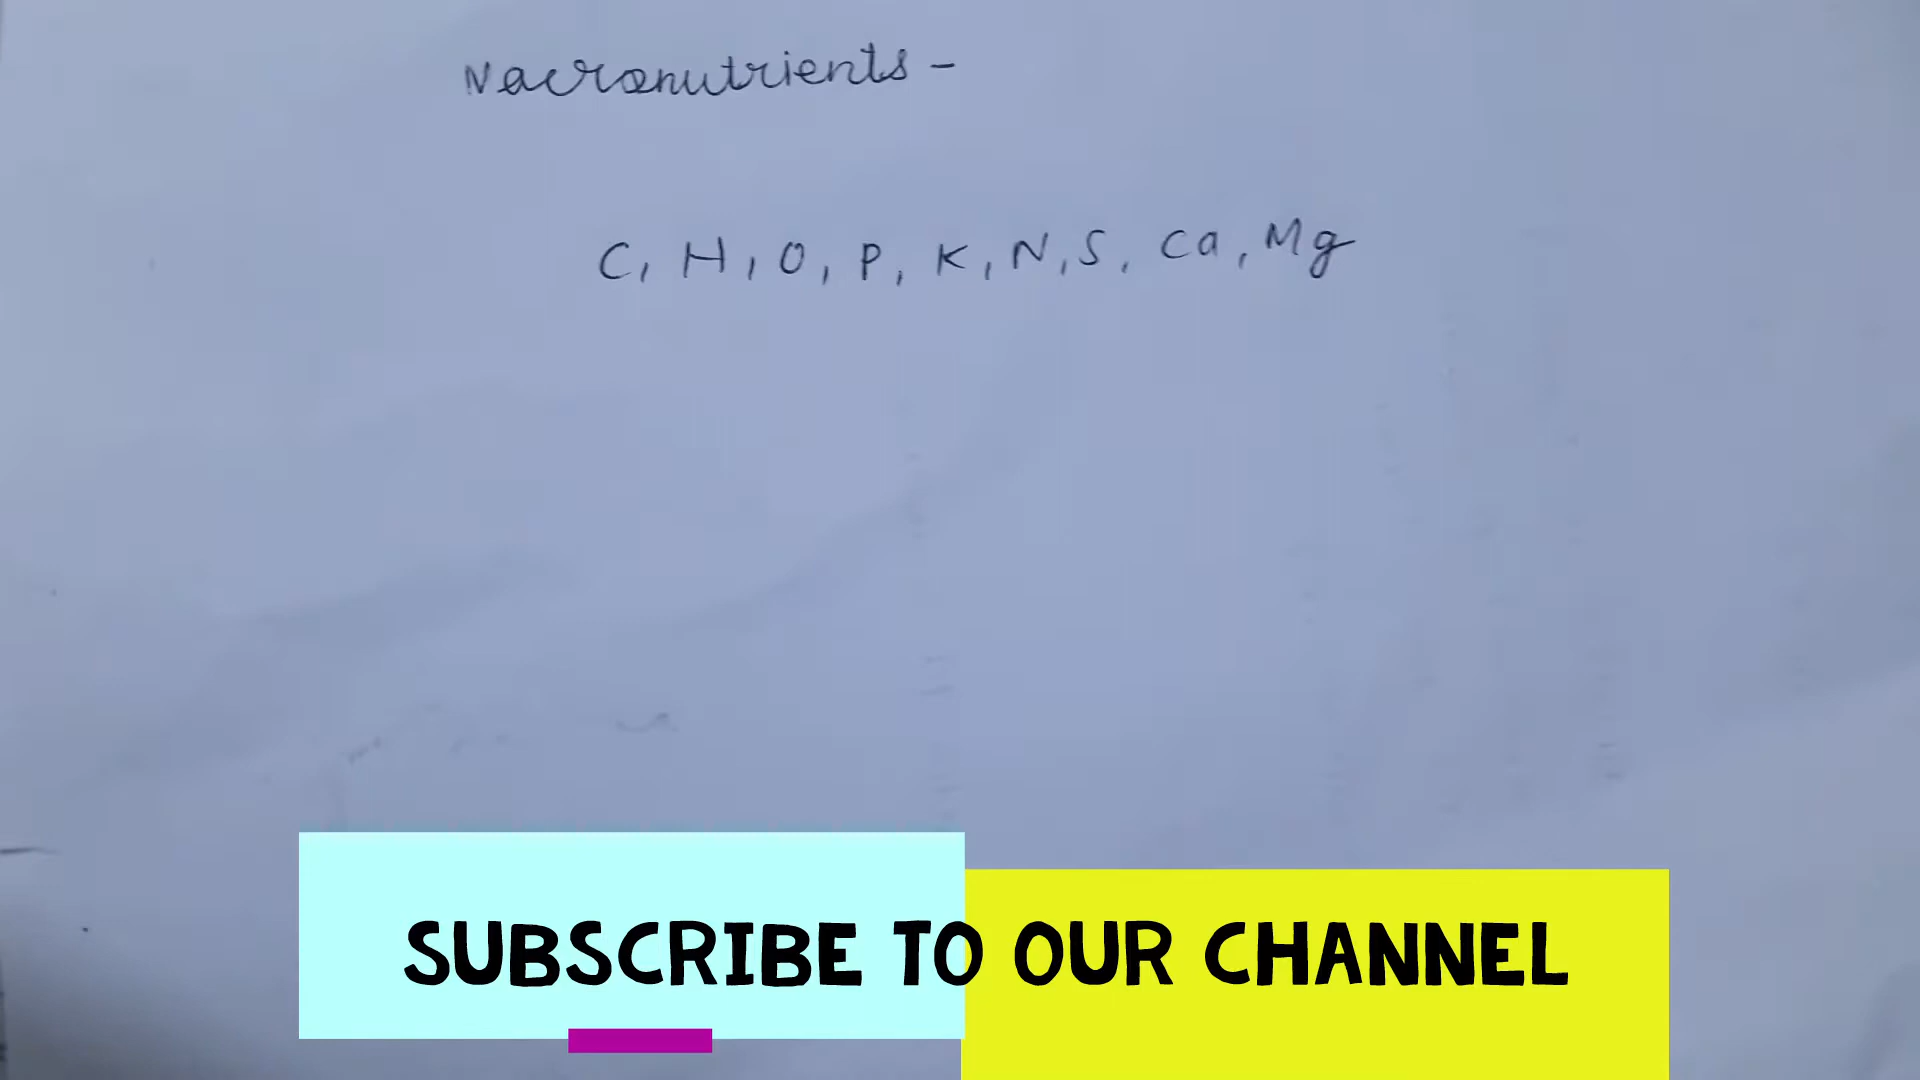 Macronutrients -
C, H, O, P, K, N, S, Ca, Mg
SUBSCRIBE TO OUR CHANNEL